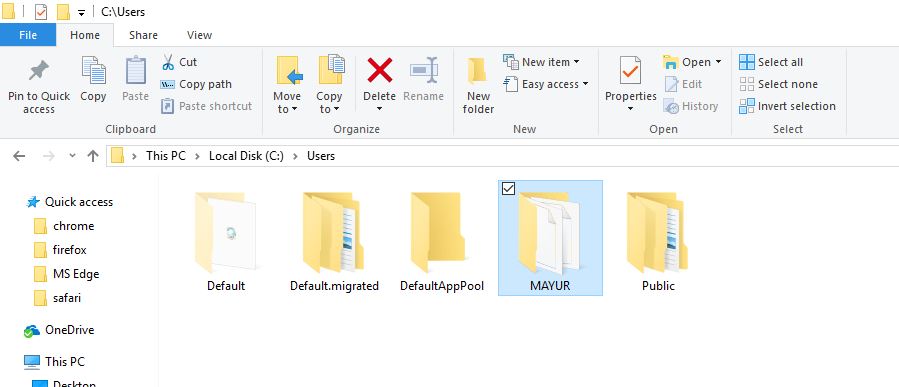 C:\Users
File Home Share View
Pin to Quick access
Copy
Paste
Cut
Copy path
Paste shortcut
Clipboard
Move to
Copy to
Delete
Rename
Organize
New folder
New item
Easy access
New
Properties
Open
Edit
History
Open
Select all
Select none
Invert selection
Select
This PC Local Disk (C:) Users
Quick access
chrome
firefox
MS Edge
safari
OneDrive
This PC
Desktop
Default Default.migrated DefaultAppPool MAYUR Public